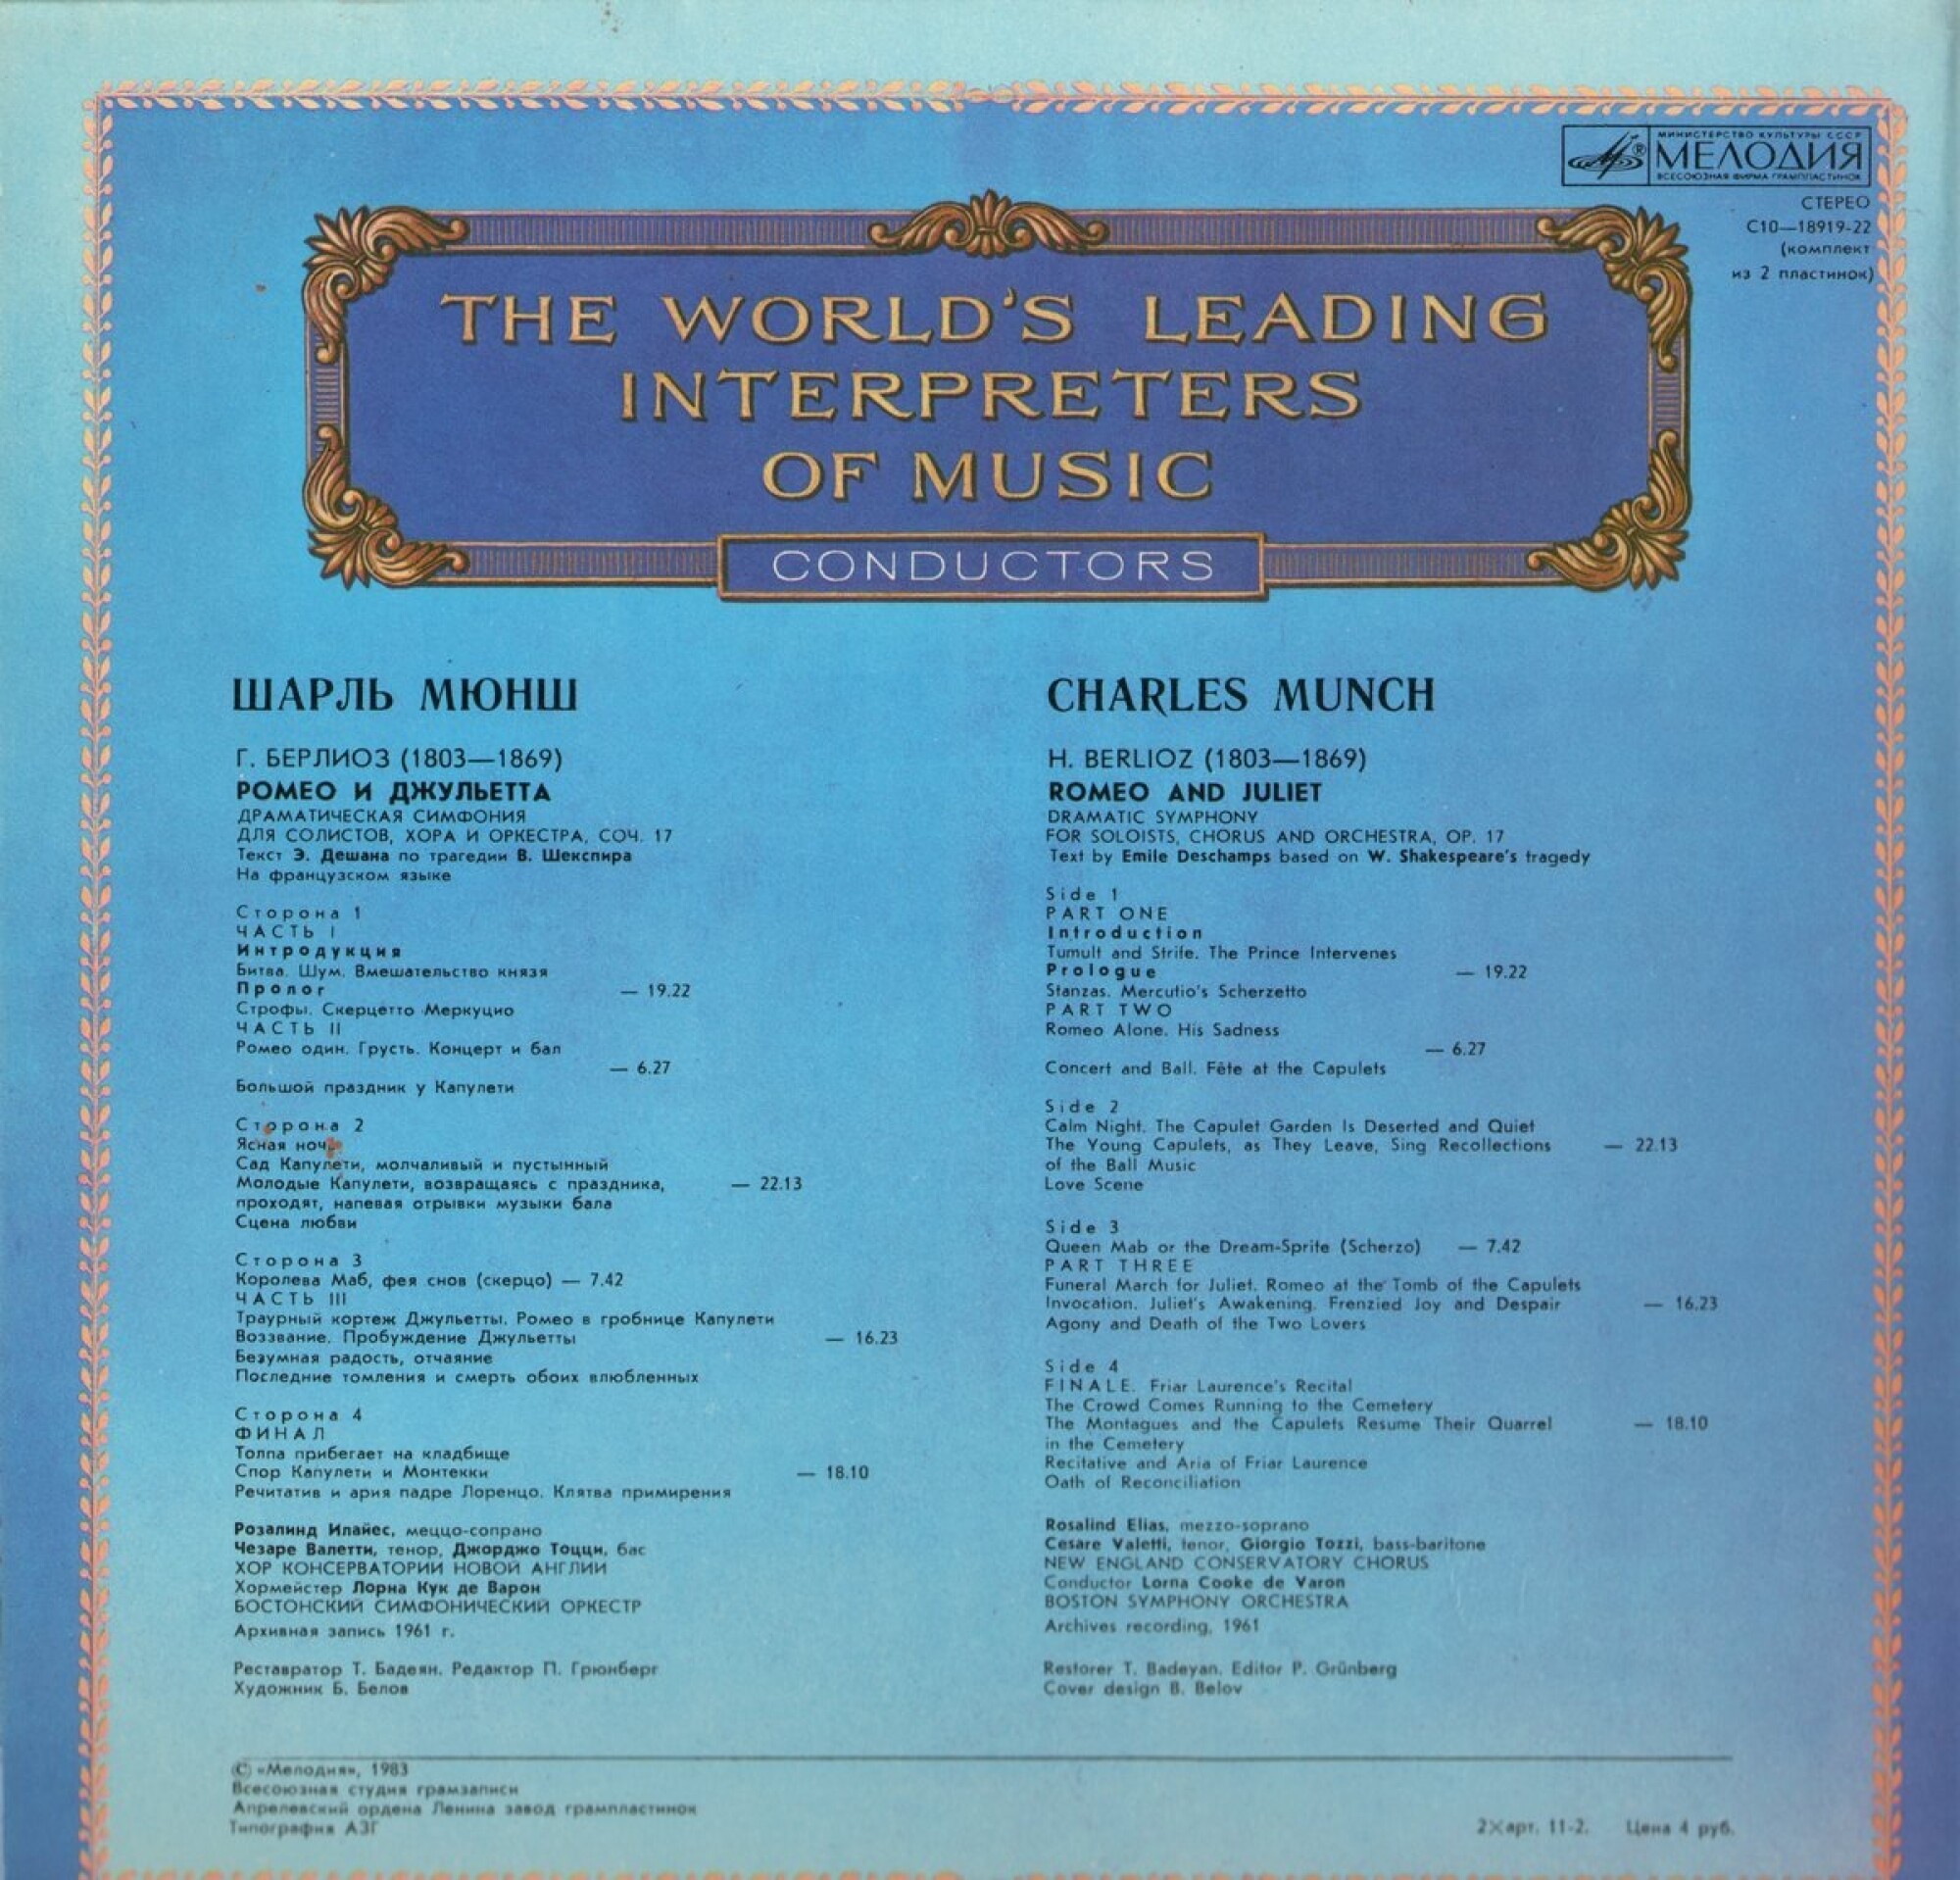 МИНИСТЕРСТВО КУЛЬТУРЫ СССР
МЕЛОДИЯ
ВСЕСОЮЗНАЯ ФИРМА ГРАМПЛАСТИНОК
СТЕРЕО
С10—18919-22
(комплект
из 2 пластинок)
THE WORLD'S LEADING
INTERPRETERS
OF MUSIC
CONDUCTORS
ШАРЛЬ МЮНШ
Г. БЕРЛИОЗ (1803—1869)
РОМЕО И ДЖУЛЬЕТТА
ДРАМАТИЧЕСКАЯ СИМФОНИЯ
ДЛЯ СОЛИСТОВ, ХОРА И ОРКЕСТРА, СОЧ. 17
Текст Э. Дешана по трагедии В. Шекспира
На французском языке
Сторона 1
ЧАСТЬ I
Интродукция
Битва. Шум. Вмешательство князя
Пролог — 19.22
Строфы. Скерцетто Меркуцио
ЧАСТЬ II
Ромео один. Грусть. Концерт и бал
— 6.27
Большой праздник у Капулети
Сторона 2
Ясная ночь
Сад Капулети, молчаливый и пустынный
Молодые Капулети, возвращаясь с праздника, — 22.13
проходят, напевая отрывки музыки бала
Сцена любви
Сторона 3
Королева Маб, фея снов (скерцо) — 7.42
ЧАСТЬ III
Траурный кортеж Джульетты. Ромео в гробнице Капулети
Воззвание. Пробуждение Джульетты — 16.23
Безумная радость, отчаяние
Последние томления и смерть обоих влюбленных
Сторона 4
ФИНАЛ
Толпа прибегает на кладбище
Спор Капулети и Монтекки — 18.10
Речитатив и ария падре Лоренцо. Клятва примирения
Розалинд Илайес, меццо-сопрано
Чезаре Валетти, тенор, Джорджо Тоцци, бас
ХОР КОНСЕРВАТОРИИ НОВОЙ АНГЛИИ
Хормейстер Лорна Кук де Варон
БОСТОНСКИЙ СИМФОНИЧЕСКИЙ ОРКЕСТР
Архивная запись 1961 г.
Реставратор Т. Бадеян. Редактор П. Грюнберг
Художник Б. Белов
CHARLES MUNCH
H. BERLIOZ (1803—1869)
ROMEO AND JULIET
DRAMATIC SYMPHONY
FOR SOLOISTS, CHORUS AND ORCHESTRA, OP. 17
Text by Emile Deschamps based on W. Shakespeare's tragedy
Side 1
PART ONE
Introduction
Tumult and Strife. The Prince Intervenes
Prologue — 19.22
Stanzas. Mercutio's Scherzetto
PART TWO
Romeo Alone. His Sadness
— 6.27
Concert and Ball. Fête at the Capulets
Side 2
Calm Night. The Capulet Garden Is Deserted and Quiet
The Young Capulets, as They Leave, Sing Recollections — 22.13
of the Ball Music
Love Scene
Side 3
Queen Mab or the Dream-Sprite (Scherzo) — 7.42
PART THREE
Funeral March for Juliet. Romeo at the Tomb of the Capulets
Invocation. Juliet's Awakening. Frenzied Joy and Despair — 16.23
Agony and Death of the Two Lovers
Side 4
FINALE. Friar Laurence's Recital
The Crowd Comes Running to the Cemetery
The Montagues and the Capulets Resume Their Quarrel — 18.10
in the Cemetery
Recitative and Aria of Friar Laurence
Oath of Reconciliation
Rosalind Elias, mezzo-soprano
Cesare Valetti, tenor, Giorgio Tozzi, bass-baritone
NEW ENGLAND CONSERVATORY CHORUS
Conductor Lorna Cooke de Varon
BOSTON SYMPHONY ORCHESTRA
Archives recording, 1961
Restorer T. Badeyan. Editor P. Grünberg
Cover design B. Belov
© «Мелодия», 1983
Всесоюзная студия грамзаписи
Апрелевский ордена Ленина завод грампластинок
Типография АЗГ
2×арт. 11-2. Цена 4 руб.